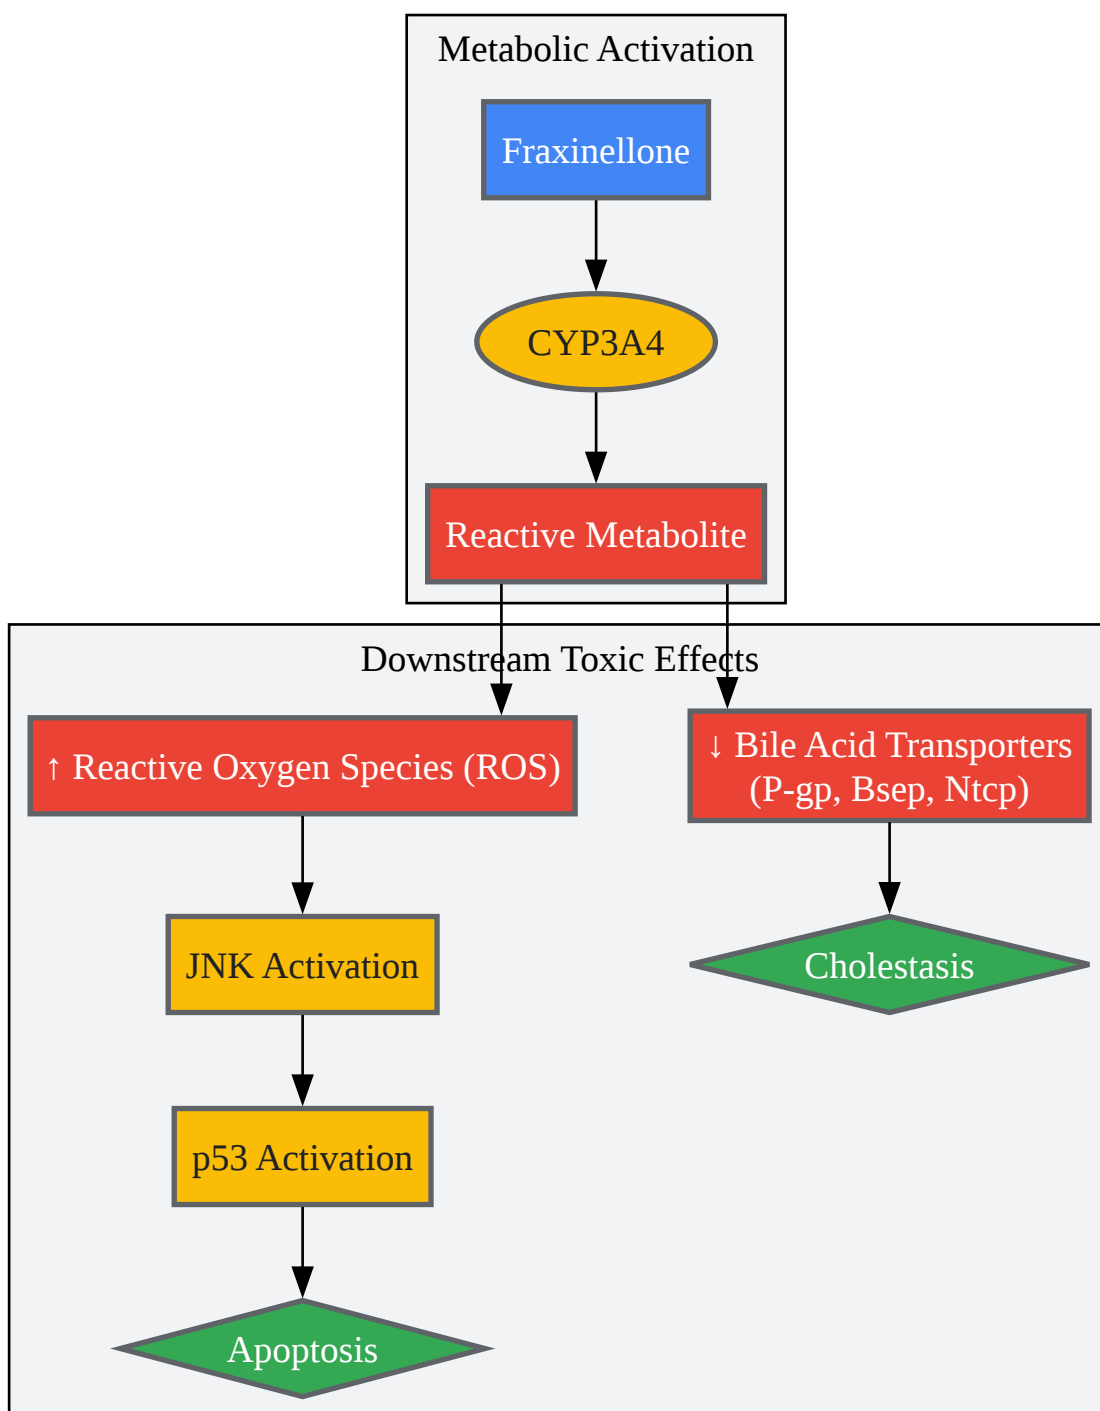 Metabolic Activation
Fraxinellone
CYP3A4
Reactive Metabolite
Downstream Toxic Effects
↑ Reactive Oxygen Species (ROS)
↓ Bile Acid Transporters
(P-gp, Bsep, Ntcp)
JNK Activation
Cholestasis
p53 Activation
Apoptosis